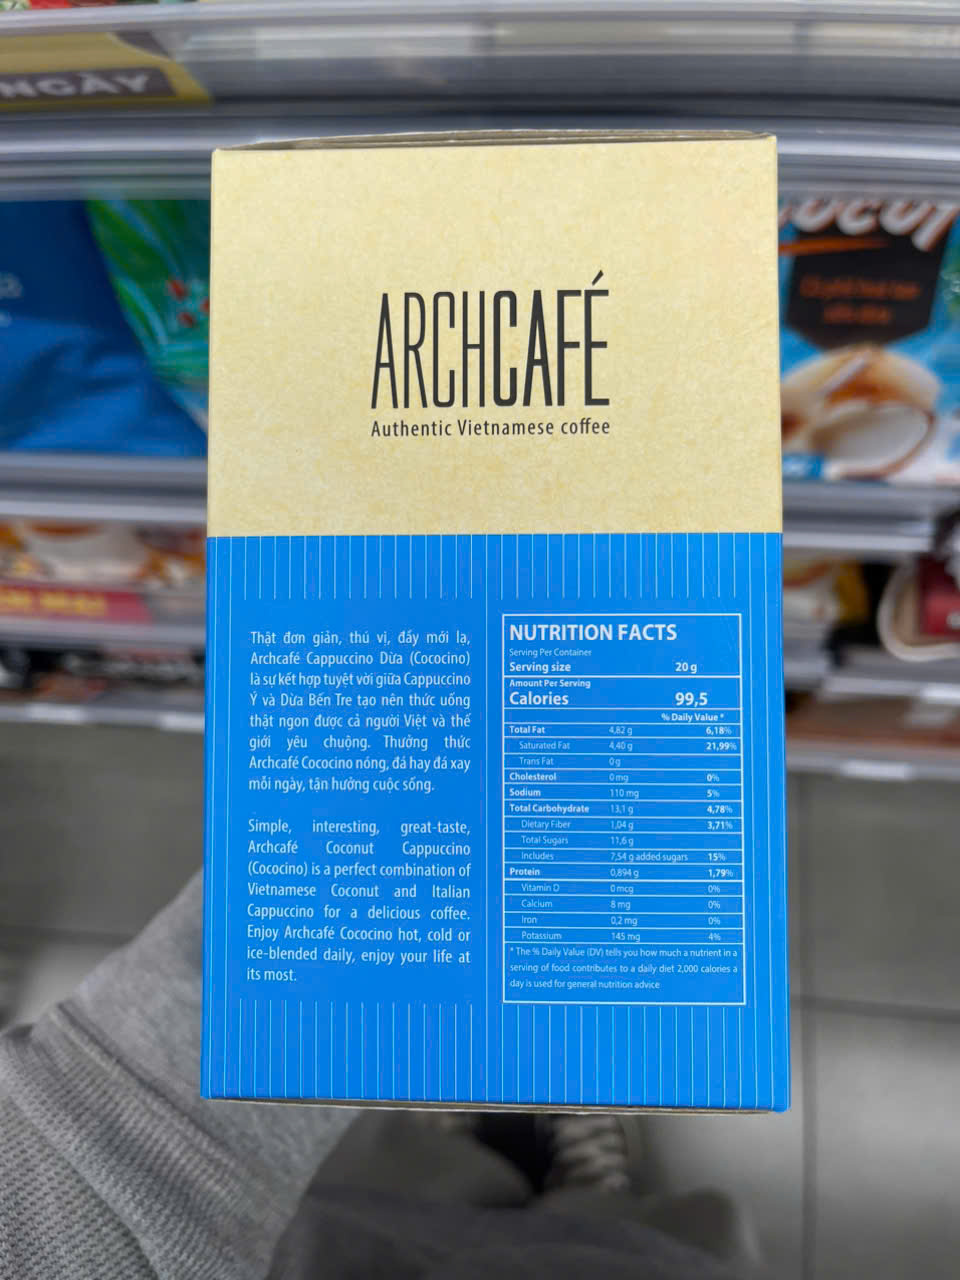 NGÀY
ARCHCAFÉ
Authentic Vietnamese coffee
Thật đơn giản, thú vị, đầy mới lạ,
Archcafé Cappuccino Dừa (Cococino)
là sự kết hợp tuyệt vời giữa Cappuccino
Ý và Dừa Bến Tre tạo nên thức uống
thật ngon được cả người Việt và thế
giới yêu chuộng. Thưởng thức
Archcafé Cococino nóng, đá hay đá xay
mỗi ngày, tận hưởng cuộc sống.
Simple, interesting, great-taste,
Archcafé Coconut Cappuccino
(Cococino) is a perfect combination of
Vietnamese Coconut and Italian
Cappuccino for a delicious coffee.
Enjoy Archcafé Cococino hot, cold or
ice-blended daily, enjoy your life at
its most.
NUTRITION FACTS
Serving Per Container
Serving size 20 g
Amount Per Serving
Calories 99,5
% Daily Value *
Total Fat 4,82 g 6,18%
Saturated Fat 4,40 g 21,99%
Trans Fat 0 g
Cholesterol 0 mg 0%
Sodium 110 mg 5%
Total Carbohydrate 13,1 g 4,78%
Dietary Fiber 1,04 g 3,71%
Total Sugars 11,6 g
Includes 7,54 g added sugars 15%
Protein 0,894 g 1,79%
Vitamin D 0 mcg 0%
Calcium 8 mg 0%
Iron 0,2 mg 0%
Potassium 145 mg 4%
* The % Daily Value (DV) tells you how much a nutrient in a
serving of food contributes to a daily diet 2,000 calories a
day is used for general nutrition advice